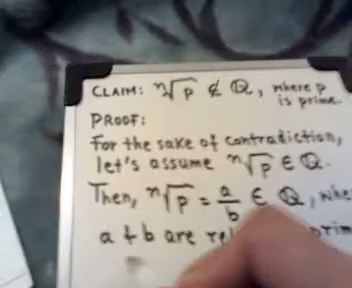 CLAIM: ⁿ√p ∉ ℚ, where p
is prime.
PROOF:
For the sake of contradiction,
let's assume ⁿ√p ∈ ℚ.
Then, ⁿ√p = a/b ∈ ℚ,
a & b are